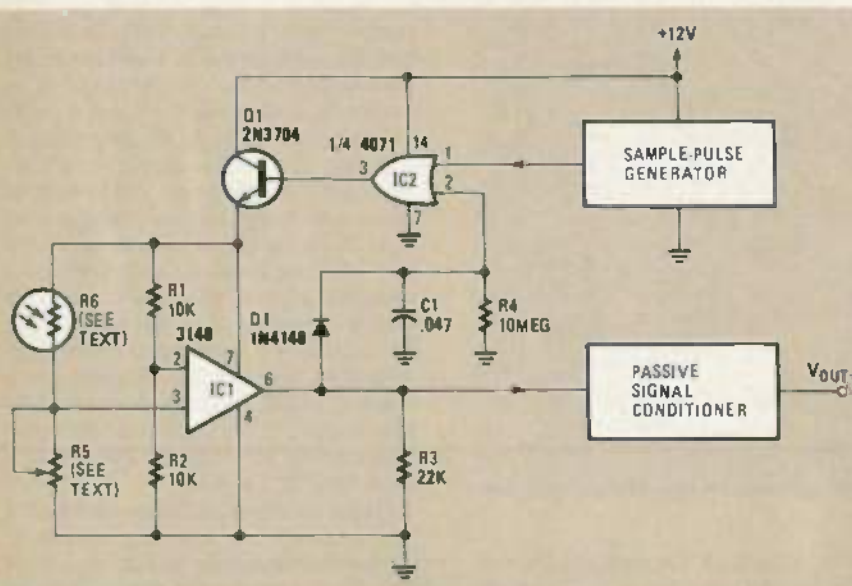 +12V
Q1
2N3704
1/4 4071
14
3
IC2
1
2
7
SAMPLE-PULSE
GENERATOR
R6
(SEE
TEXT)
R1
10K
3140
D1
1N4148
C1
.047
R4
10MEG
2
7
IC1
6
3
4
R5
(SEE
TEXT)
R2
10K
R3
22K
PASSIVE
SIGNAL
CONDITIONER
VOUT